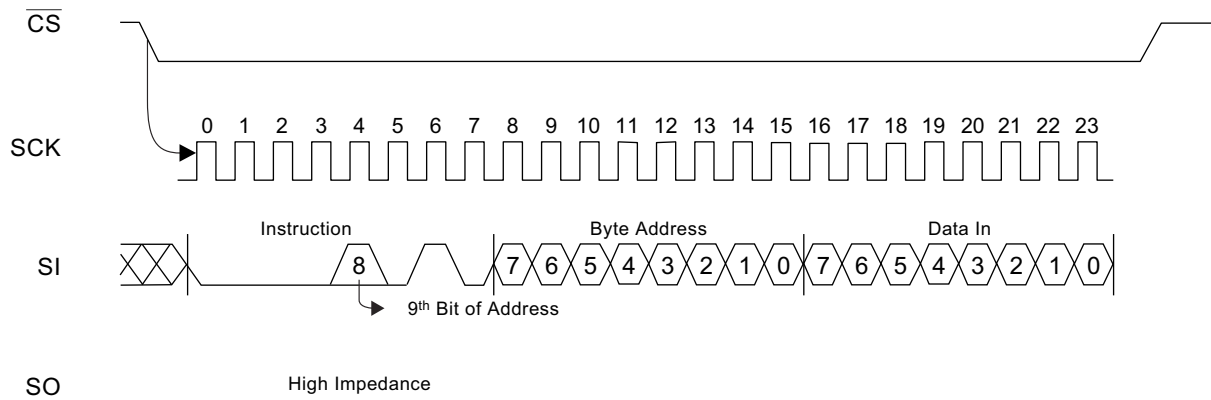 CS
0 1 2 3 4 5 6 7 8 9 10 11 12 13 14 15 16 17 18 19 20 21 22 23
SCK
Instruction Byte Address Data In
SI 8 7 6 5 4 3 2 1 0 7 6 5 4 3 2 1 0
9th Bit of Address
SO High Impedance